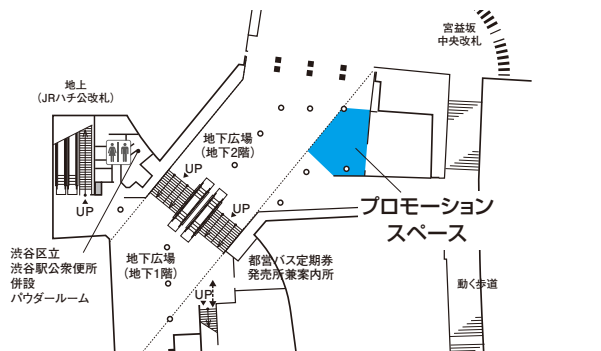 宮益坂
中央改札
地上
（JRハチ公改札）
地下広場
（地下2階）
UP
UP
UP
プロモーション
スペース
渋谷区立
渋谷駅公衆便所
併設
パウダールーム
地下広場
（地下1階）
都営バス定期券
発売所兼案内所
動く歩道
UP